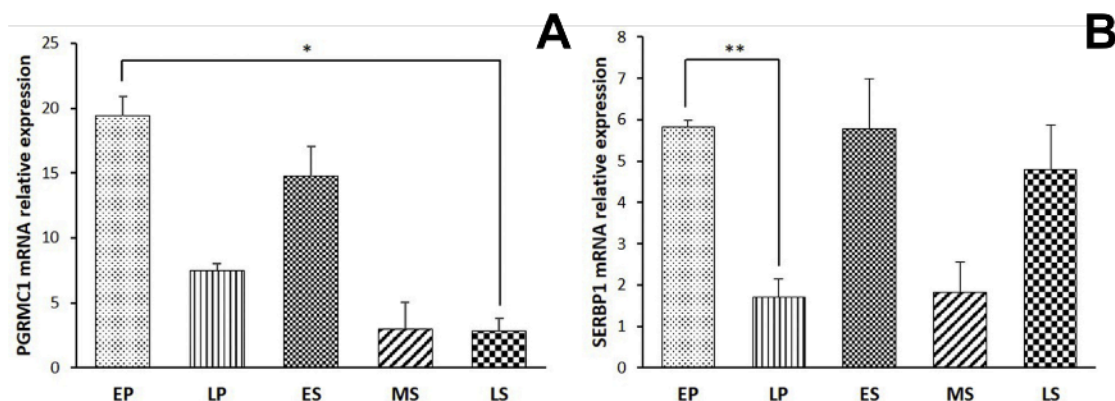 A
PGRMC1 mRNA relative expression
25
20
15
10
5
0
*
EP LP ES MS LS
B
SERBP1 mRNA relative expression
8
7
6
5
4
3
2
1
0
**
EP LP ES MS LS